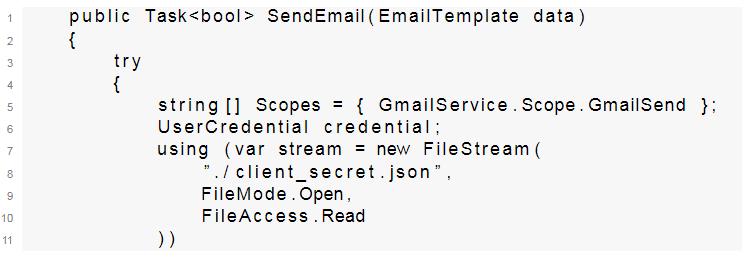 1 public Task<bool> SendEmail(EmailTemplate data)
2 {
3 try
4 {
5 string[] Scopes = { GmailService.Scope.GmailSend };
6 UserCredential credential;
7 using (var stream = new FileStream(
8 "./client_secret.json",
9 FileMode.Open,
10 FileAccess.Read
11 ))